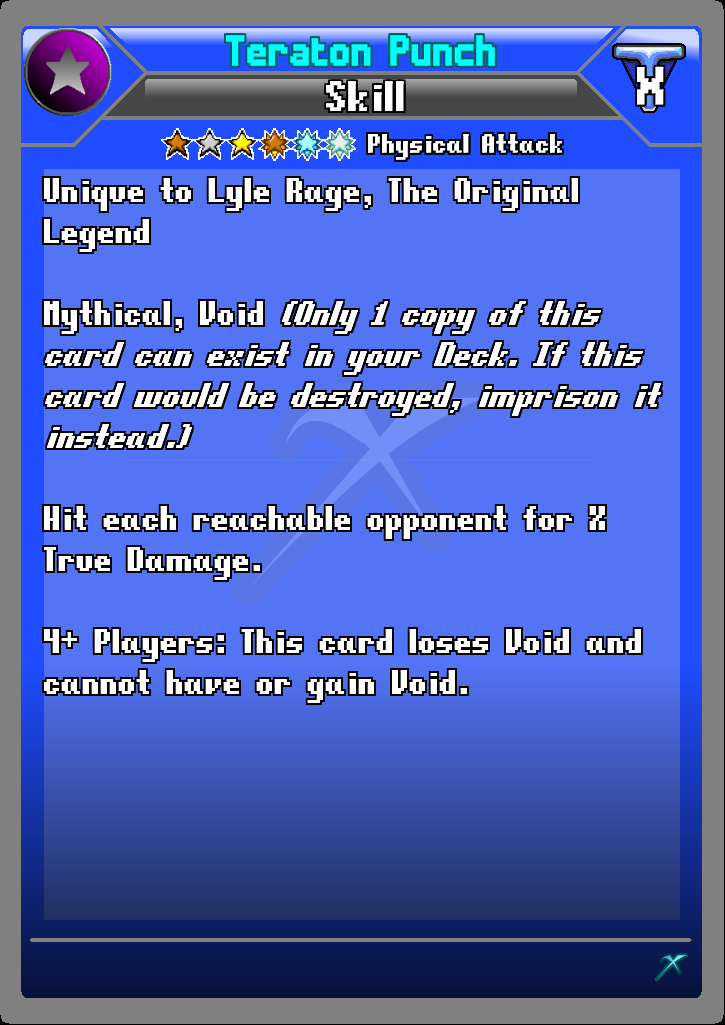 Teraton Punch
X
Skill
Physical Attack
Unique to Lyle Rage, The Original
Legend
Mythical, Void (Only 1 copy of this
card can exist in your Deck. If this
card would be destroyed, imprison it
instead.)
Hit each reachable opponent for X
True Damage.
4+ Players: This card loses Void and
cannot have or gain Void.